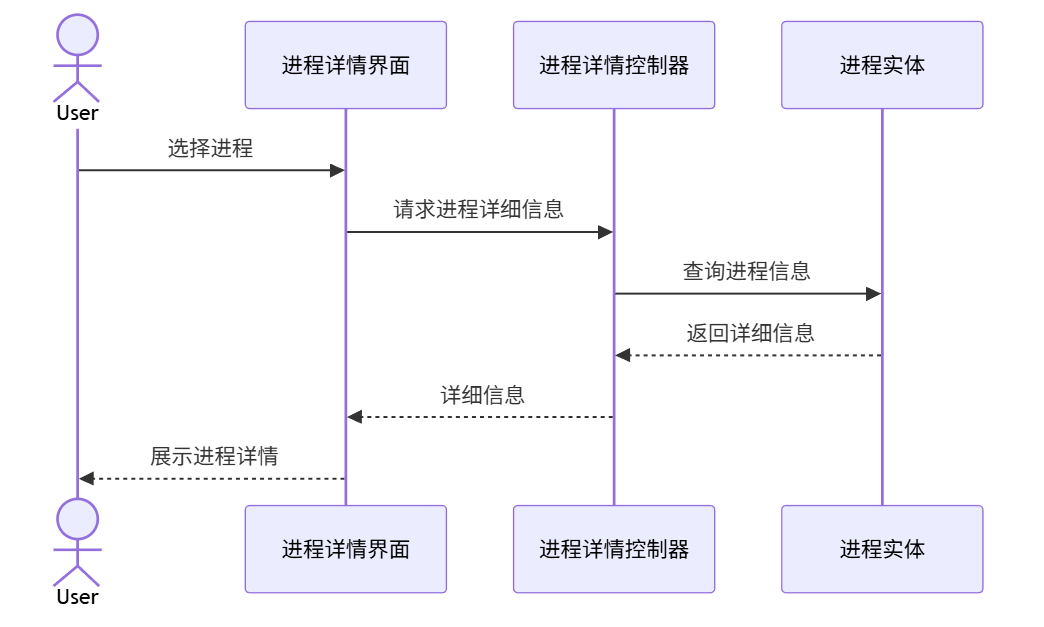 进程详情界面
进程详情控制器
进程实体
User
选择进程
请求进程详细信息
查询进程信息
返回详细信息
详细信息
展示进程详情
进程详情界面
进程详情控制器
进程实体
User